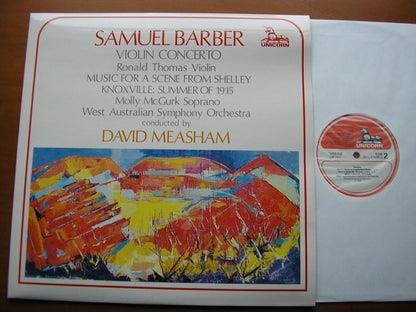 UNICORN
SAMUEL BARBER
VIOLIN CONCERTO
Ronald Thomas Violin
MUSIC FOR A SCENE FROM SHELLEY
KNOXVILLE: SUMMER OF 1915
Molly McGurk Soprano
West Australian Symphony Orchestra
conducted by
DAVID MEASHAM
UNICORN
2